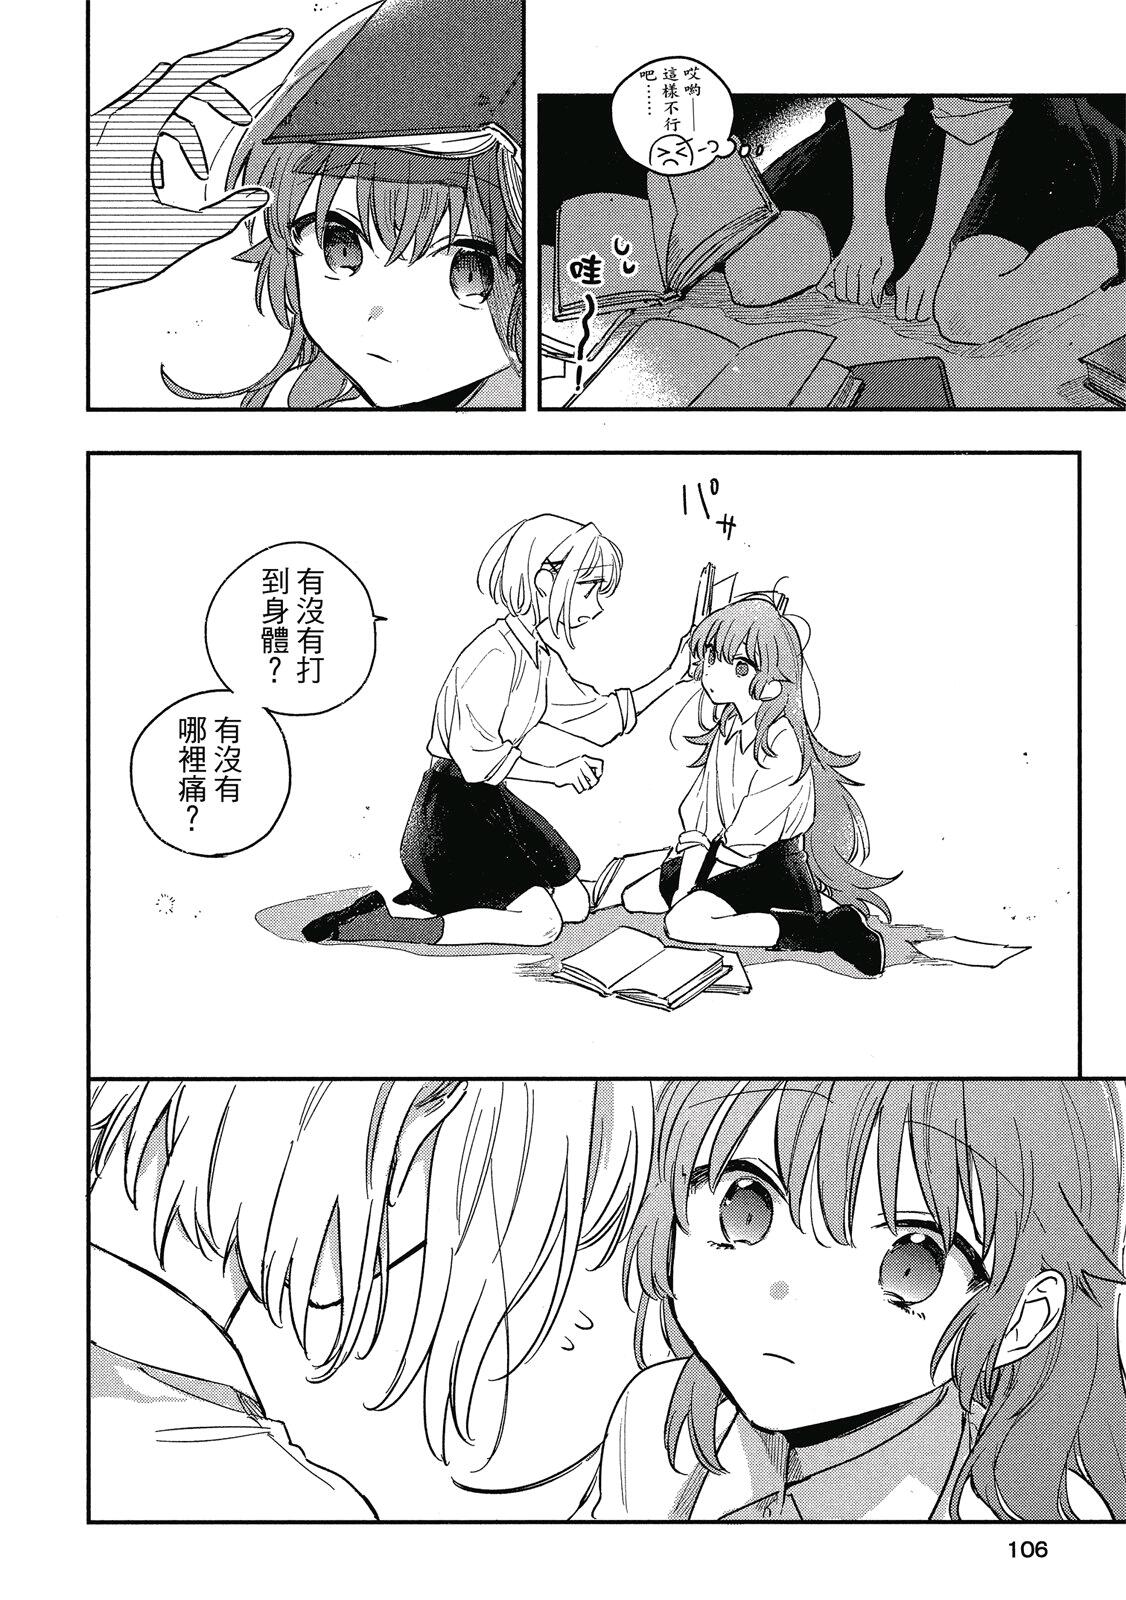 哎喲——
這樣不行
吧……
哇～～！
パサ
有沒有打
到身體？
有沒有
哪裡痛？
106